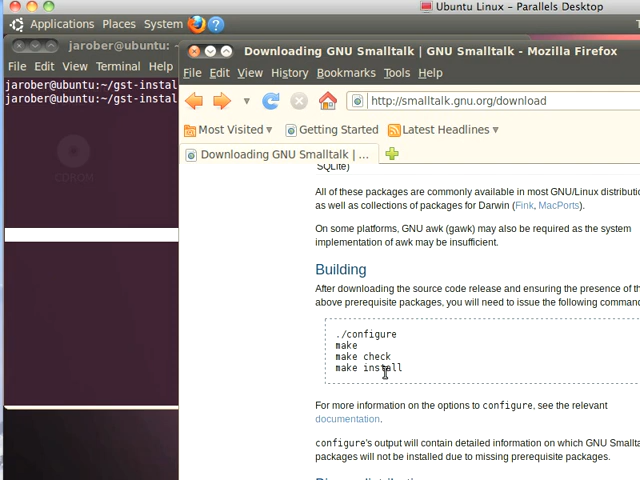 Ubuntu Linux - Parallels Desktop
Applications Places System
jarober@ubuntu: ~
File Edit View Terminal Help
jarober@ubuntu:~/gst-instal
jarober@ubuntu:~/gst-instal
CDROM
Downloading GNU Smalltalk | GNU Smalltalk - Mozilla Firefox
File Edit View History Bookmarks Tools Help
http://smalltalk.gnu.org/download
Most Visited Getting Started Latest Headlines
Downloading GNU Smalltalk | ...
SQLite)
All of these packages are commonly available in most GNU/Linux distributio
as well as collections of packages for Darwin (Fink, MacPorts).
On some platforms, GNU awk (gawk) may also be required as the system
implementation of awk may be insufficient.
Building
After downloading the source code release and ensuring the presence of th
above prerequisite packages, you will need to issue the following comman
./configure
make
make check
make install
For more information on the options to configure, see the relevant
documentation.
configure's output will contain detailed information on which GNU Smallta
packages will not be installed due to missing prerequisite packages.